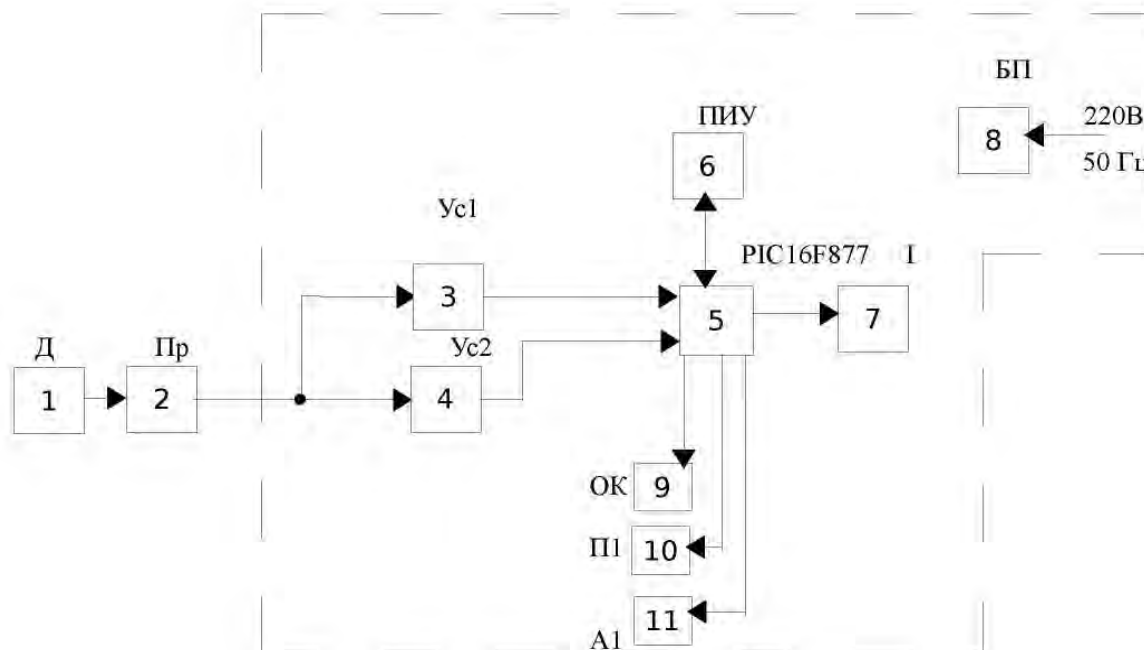 БП
220В
8
50 Гц
ПИУ
6
Ус1
PIC16F877 I
3
5
7
Д Пр Ус2
1 2 4
ОК 9
П1 10
А1 11